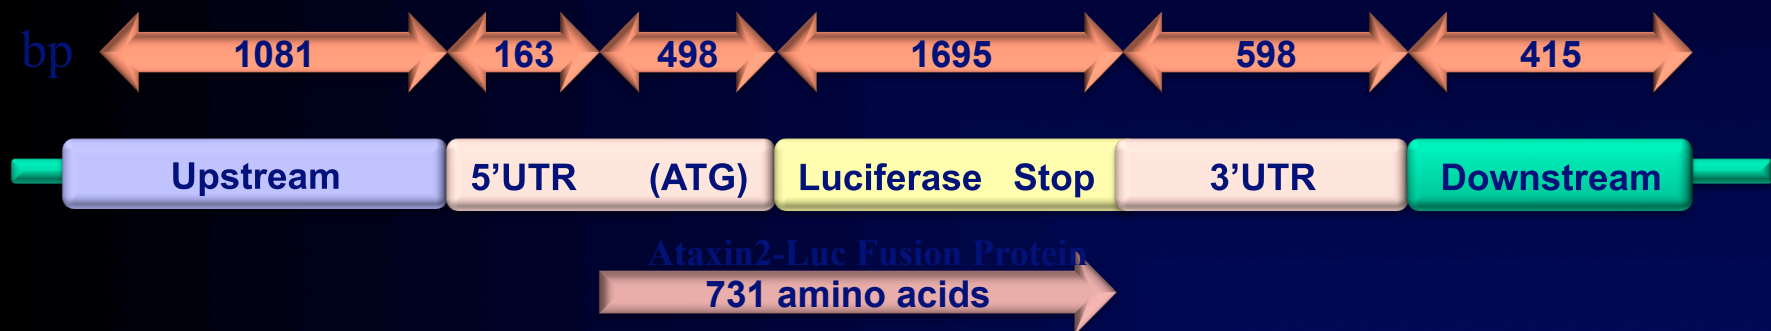 bp 1081 163 498 1695 598 415
Upstream 5’UTR (ATG) Luciferase Stop 3’UTR Downstream
Ataxin2-Luc Fusion Protein
731 amino acids